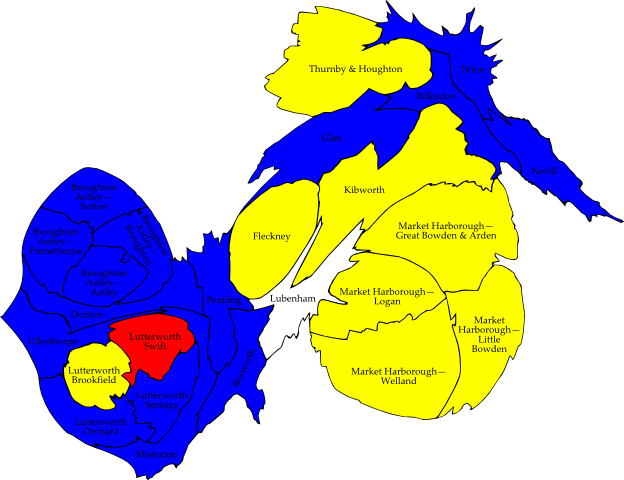 Thurnby & Houghton
Tilton
Billesdon
Glen
Nevill
Kibworth
Broughton
Astley—
Sutton
Broughton
Astley—
Primethorpe
Broughton
Astley—
Broughton
Broughton
Astley—
Astley
Fleckney
Market Harborough—
Great Bowden & Arden
Peatling
Lubenham
Market Harborough—
Logan
Dunton
Ullesthorpe
Lutterworth
Swift
Market
Harborough—
Little
Bowden
Bosworth
Lutterworth
Brookfield
Market Harborough—
Welland
Lutterworth
Springs
Lutterworth
Orchard
Misterton